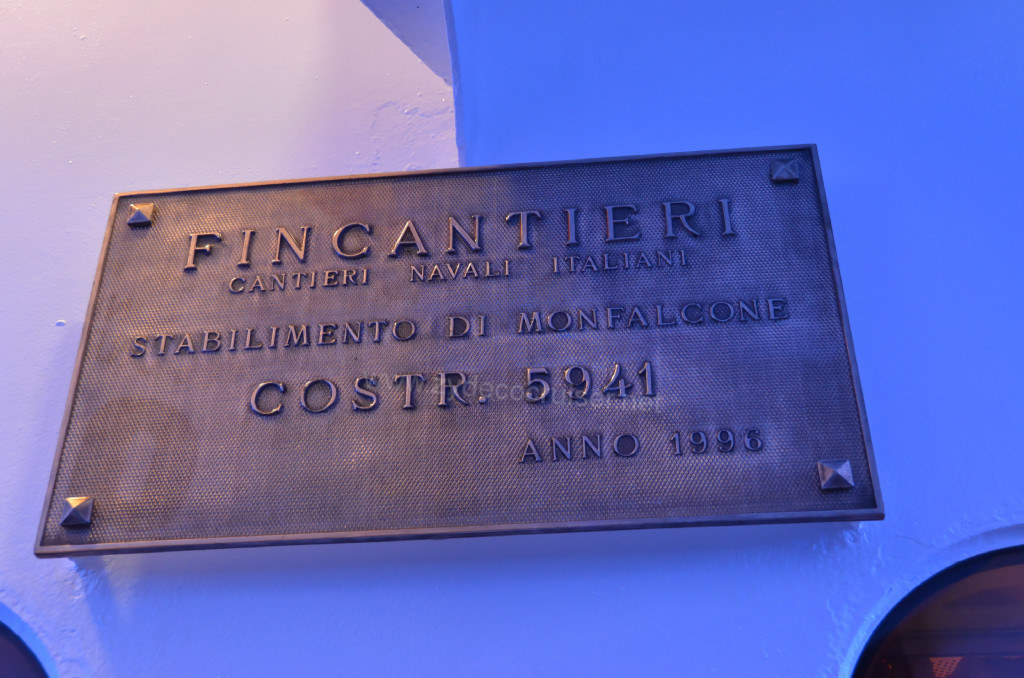 FINCANTIERI
CANTIERI NAVALI ITALIANI
STABILIMENTO DI MONFALCONE
COSTR. 5941
ANNO 1996